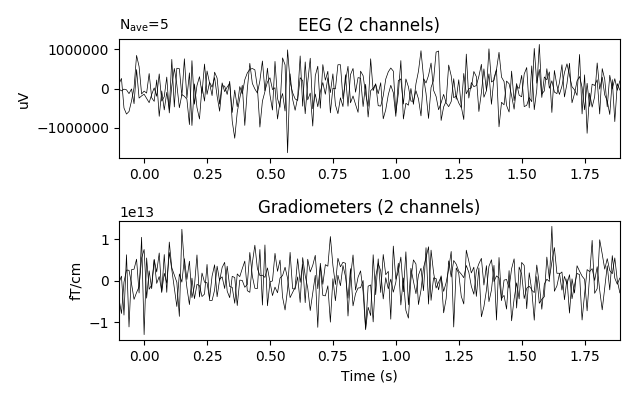 N_ave=5 EEG (2 channels)
1000000
0
−1000000
uV
0.00 0.25 0.50 0.75 1.00 1.25 1.50 1.75
1e13 Gradiometers (2 channels)
1
0
−1
fT/cm
0.00 0.25 0.50 0.75 1.00 1.25 1.50 1.75
Time (s)